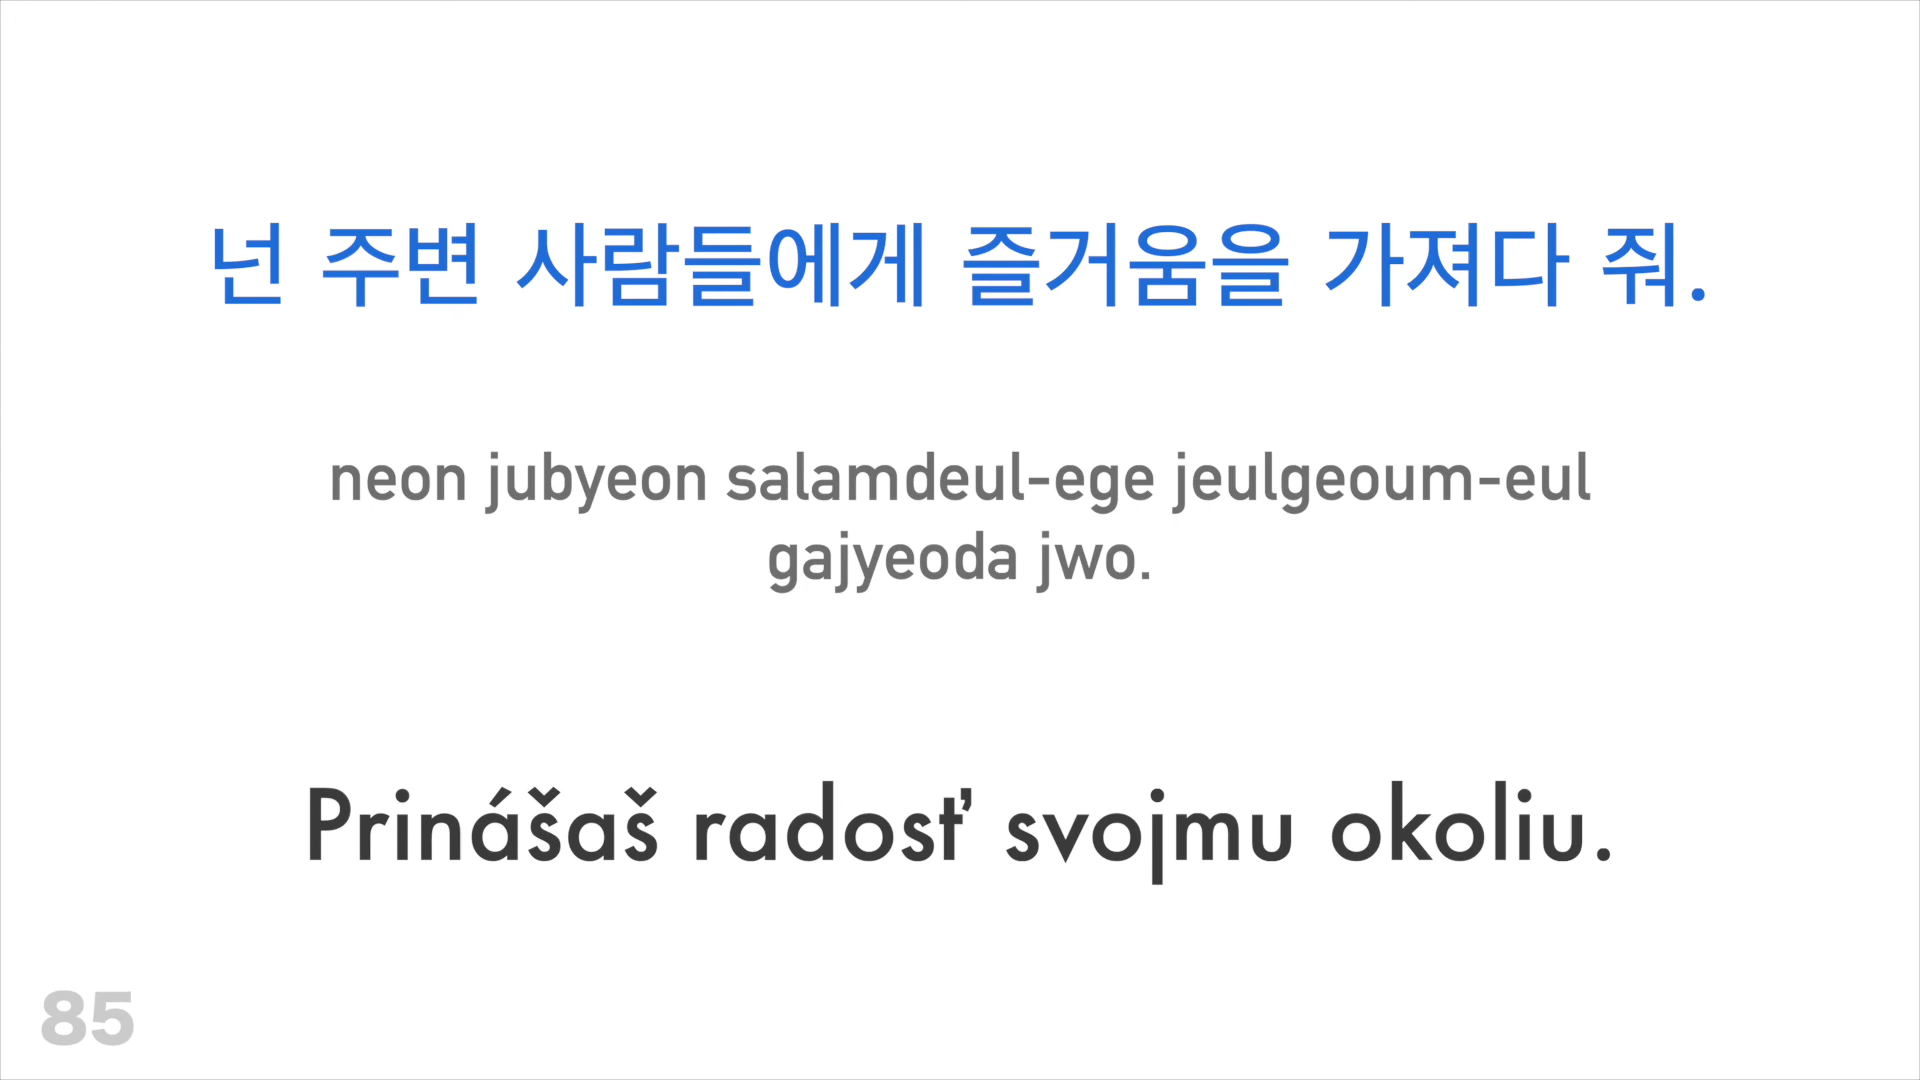 넌 주변 사람들에게 즐거움을 가져다 줘.
neon jubyeon salamdeul-ege jeulgeoum-eul
gajyeoda jwo.
Prinášaš radosť svojmu okoliu.
85